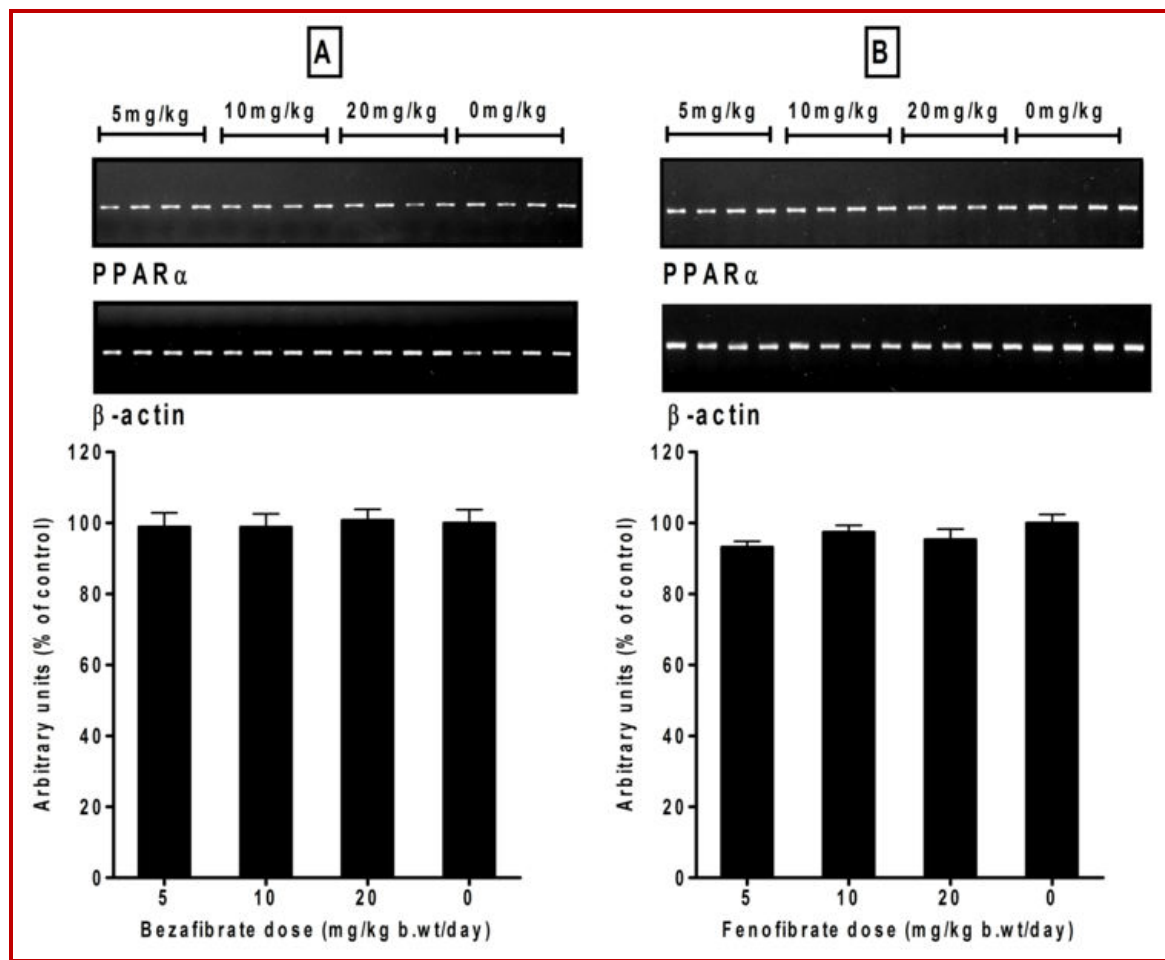 A
5mg/kg 10mg/kg 20mg/kg 0mg/kg
PPARα
β-actin
120
100
80
60
40
20
0
Arbitrary units (% of control)
5 10 20 0
Bezafibrate dose (mg/kg b.wt/day)
B
5mg/kg 10mg/kg 20mg/kg 0mg/kg
PPARα
β-actin
120
100
80
60
40
20
0
Arbitrary units (% of control)
5 10 20 0
Fenofibrate dose (mg/kg b.wt/day)